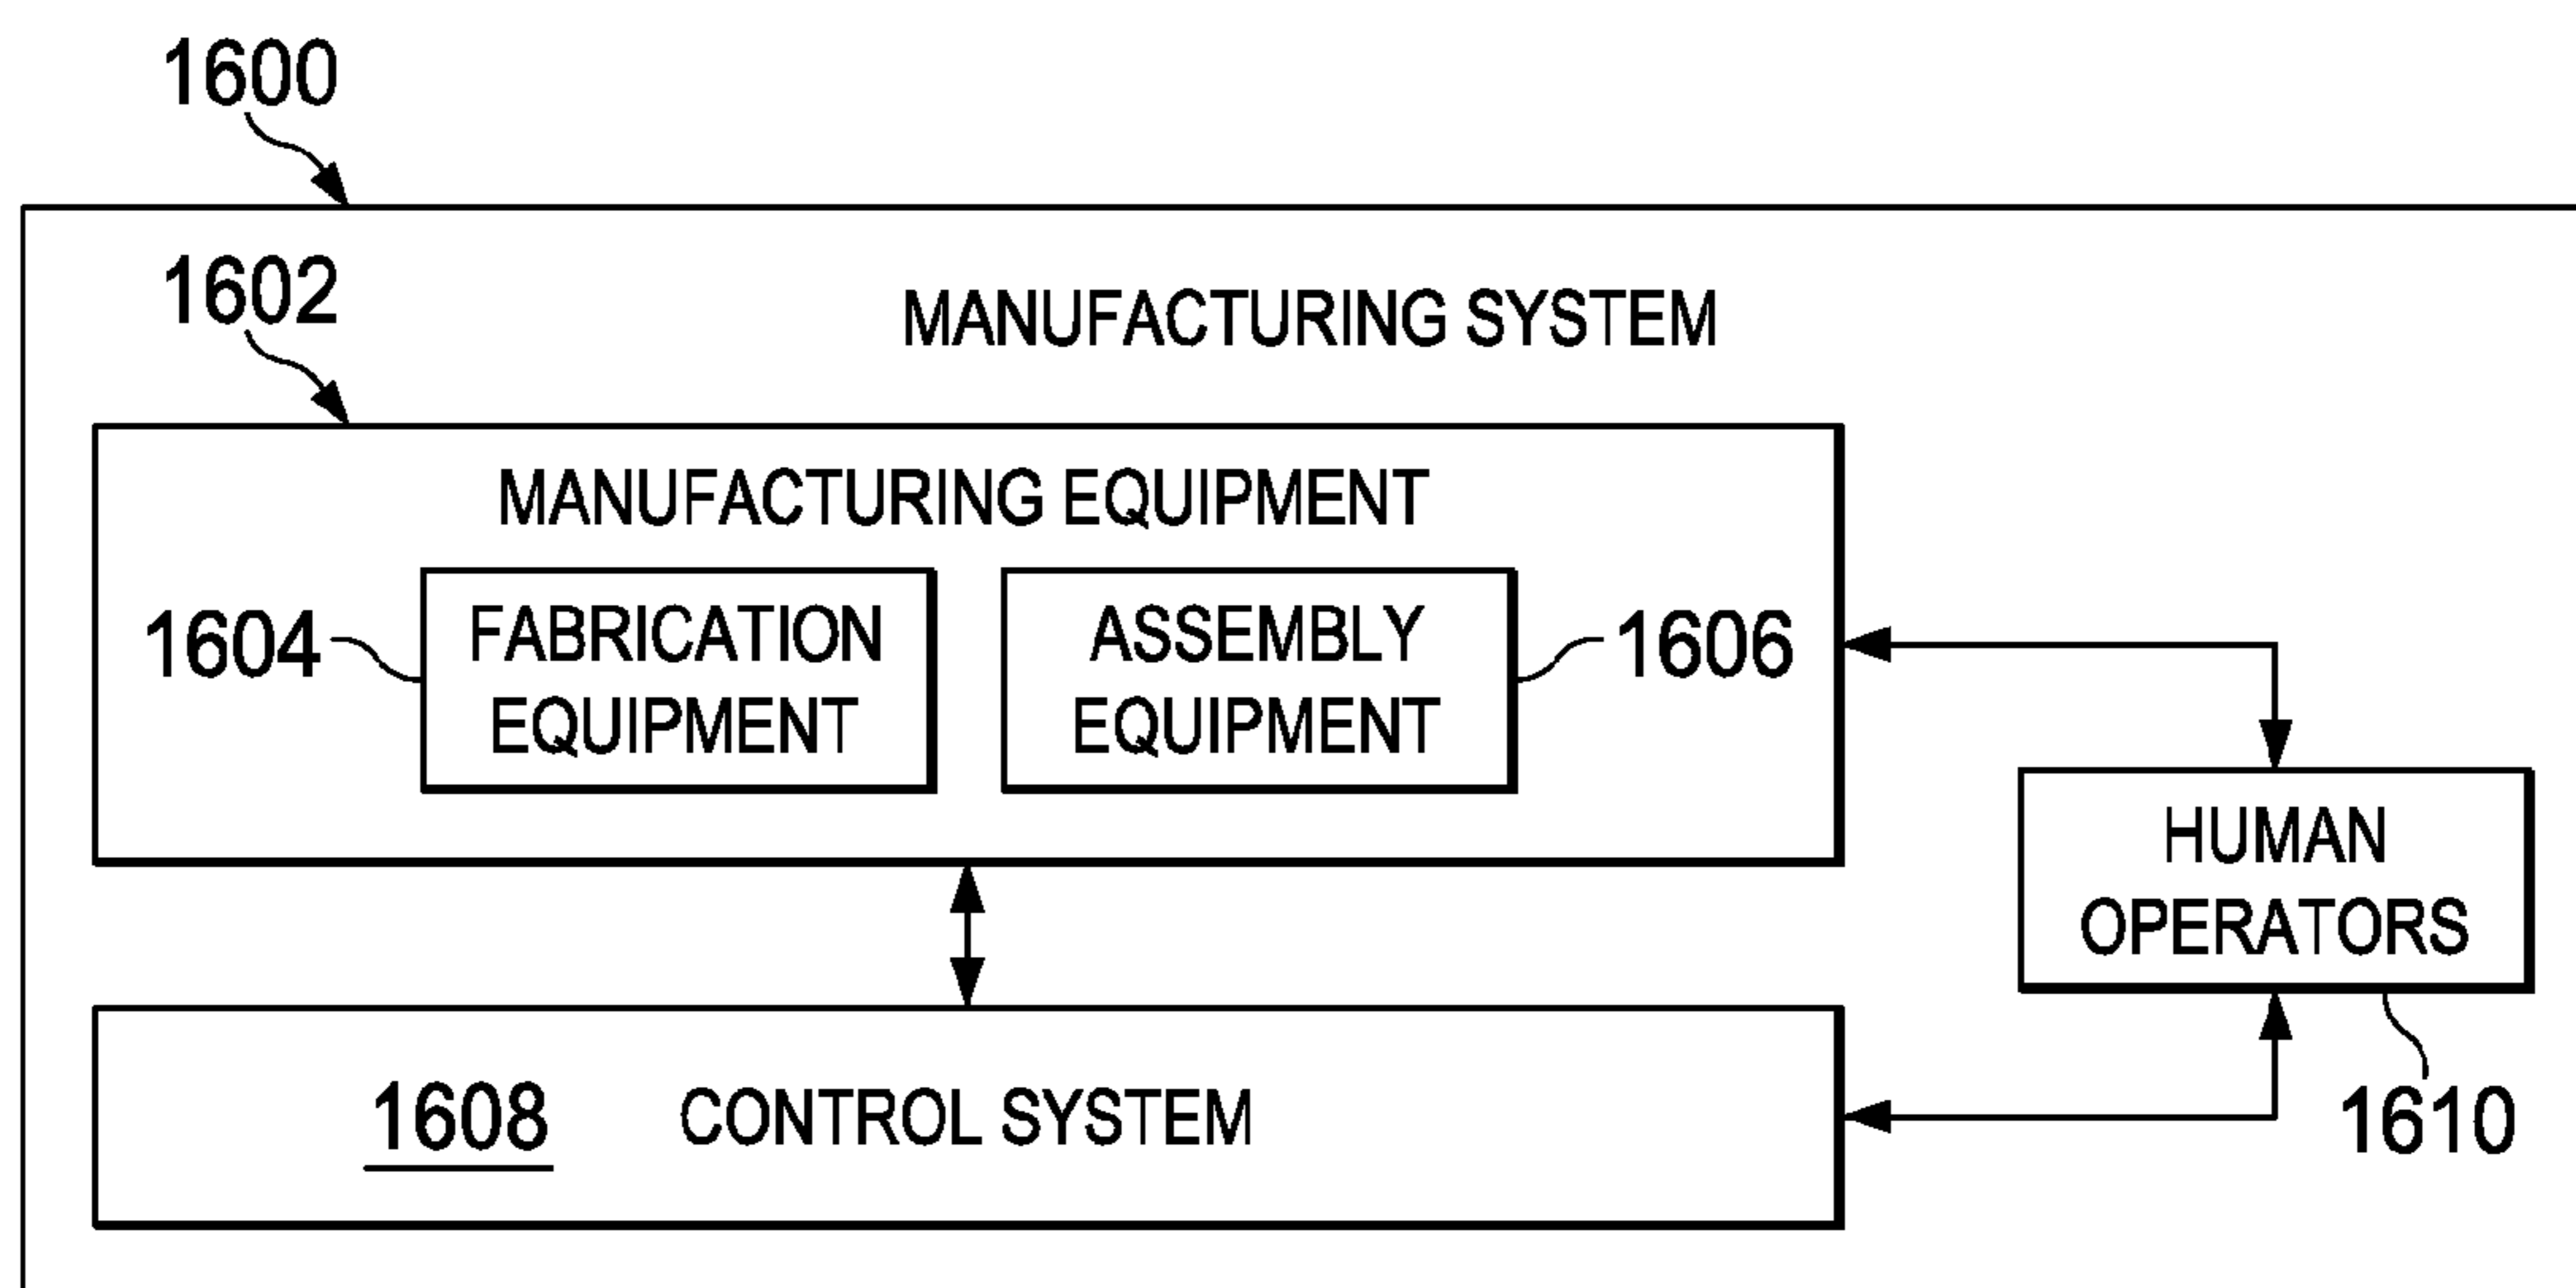 1600
1602
MANUFACTURING SYSTEM
MANUFACTURING EQUIPMENT
1604
FABRICATION
EQUIPMENT
ASSEMBLY
EQUIPMENT
1606
HUMAN
OPERATORS
1608
CONTROL SYSTEM
1610